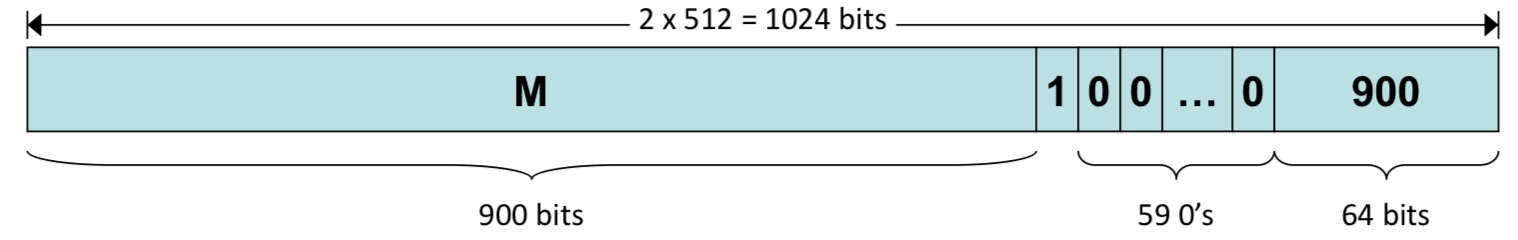 2 x 512 = 1024 bits
M 1 0 0 ... 0 900
900 bits 59 0's 64 bits